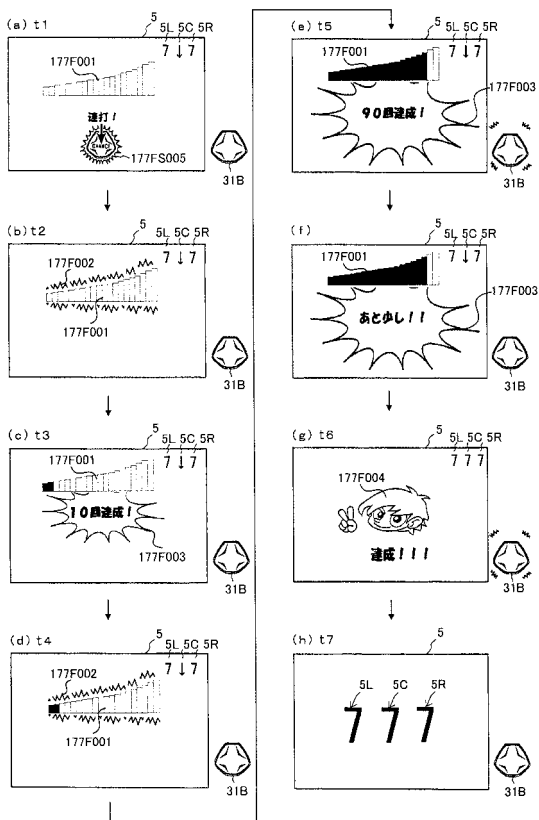 (a) t1
5
5L 5C 5R
7 ↓ 7
177F001
連打！
CHANCE
177FS005
31B
(b) t2
5
5L 5C 5R
7 ↓ 7
177F002
177F001
31B
(c) t3
5
5L 5C 5R
7 ↓ 7
177F001
10回達成！
177F003
31B
(d) t4
5
5L 5C 5R
7 ↓ 7
177F002
177F001
31B
(e) t5
5
5L 5C 5R
7 ↓ 7
177F001
177F003
90回達成！
31B
(f)
5
5L 5C 5R
7 ↓ 7
177F001
177F003
あと少し！！
31B
(g) t6
5
5L 5C 5R
7 7 7
177F004
達成！！！
31B
(h) t7
5
5L 5C 5R
7 7 7